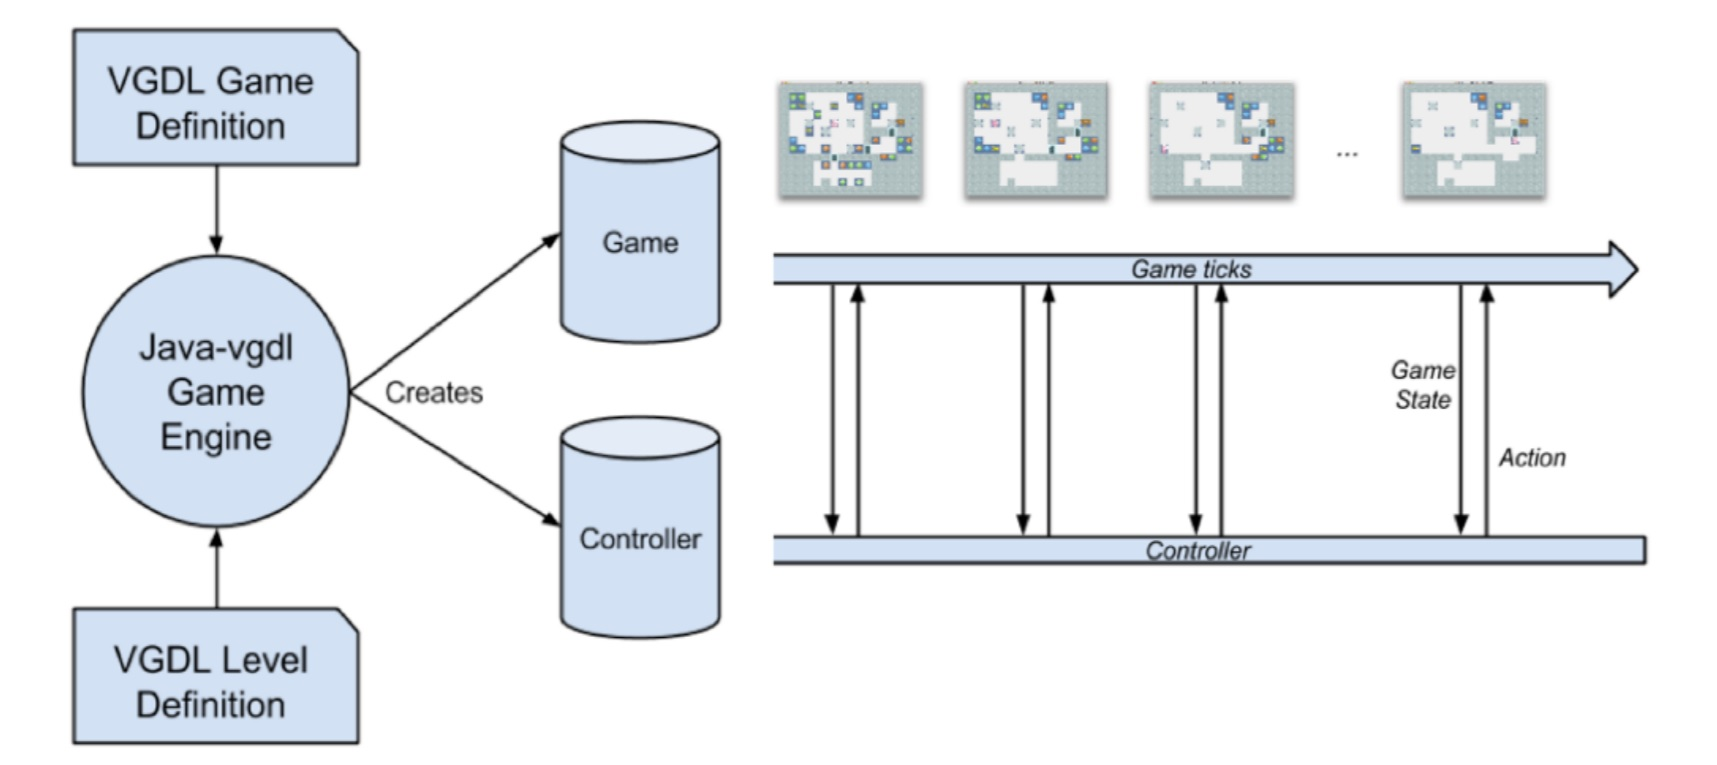 VGDL Game
Definition
Java-vgdl
Game
Engine
VGDL Level
Definition
Creates
Game
Controller
...
Game ticks
Game
State
Action
Controller